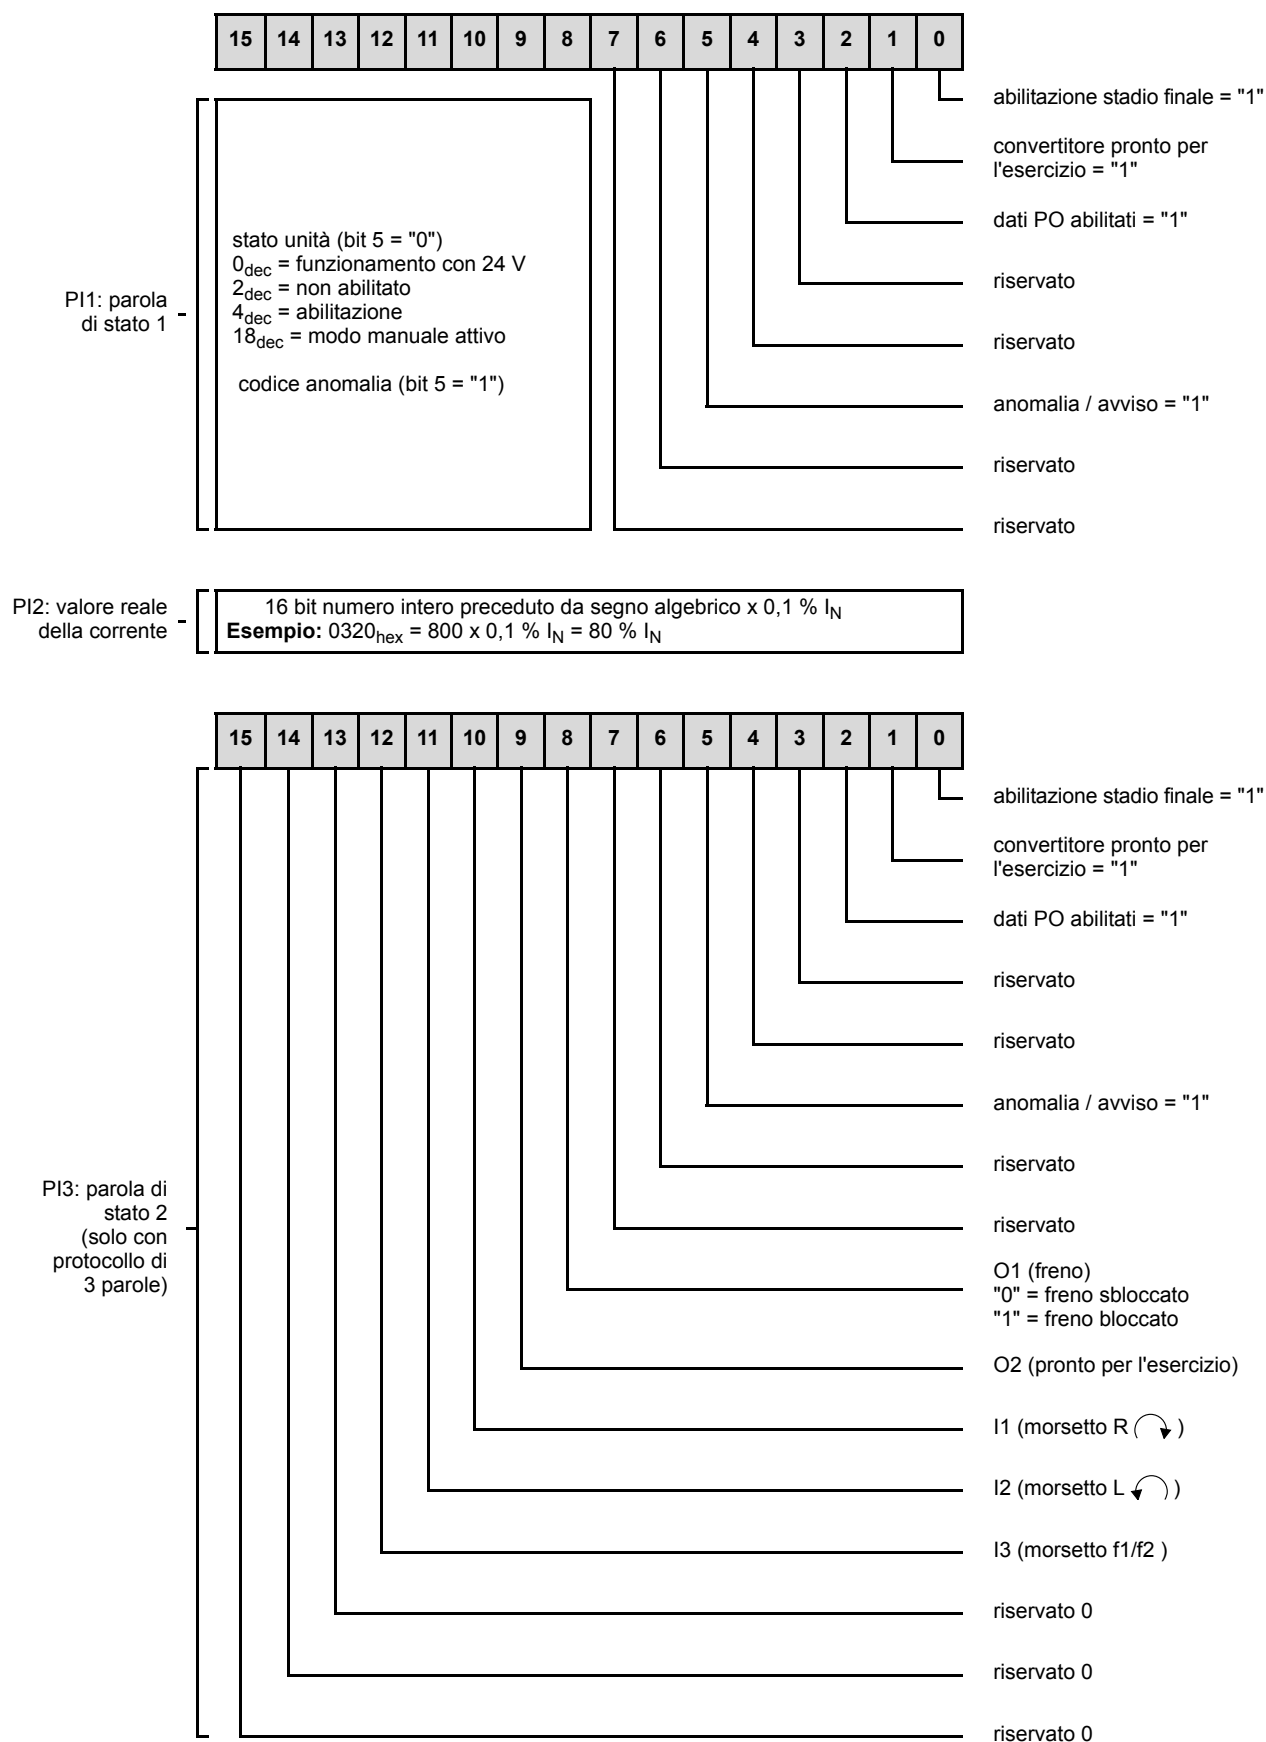 15 14 13 12 11 10 9 8 7 6 5 4 3 2 1 0
abilitazione stadio finale = "1"
convertitore pronto per
l'esercizio = "1"
dati PO abilitati = "1"
riservato
riservato
anomalia / avviso = "1"
riservato
riservato
PI1: parola
di stato 1
stato unità (bit 5 = "0")
0dec = funzionamento con 24 V
2dec = non abilitato
4dec = abilitazione
18dec = modo manuale attivo
codice anomalia (bit 5 = "1")
PI2: valore reale
della corrente
16 bit numero intero preceduto da segno algebrico x 0,1 % IN
Esempio: 0320hex = 800 x 0,1 % IN = 80 % IN
15 14 13 12 11 10 9 8 7 6 5 4 3 2 1 0
abilitazione stadio finale = "1"
convertitore pronto per
l'esercizio = "1"
dati PO abilitati = "1"
riservato
riservato
anomalia / avviso = "1"
riservato
riservato
PI3: parola di
stato 2
(solo con
protocollo di
3 parole)
O1 (freno)
"0" = freno sbloccato
"1" = freno bloccato
O2 (pronto per l'esercizio)
I1 (morsetto R )
I2 (morsetto L )
I3 (morsetto f1/f2 )
riservato 0
riservato 0
riservato 0